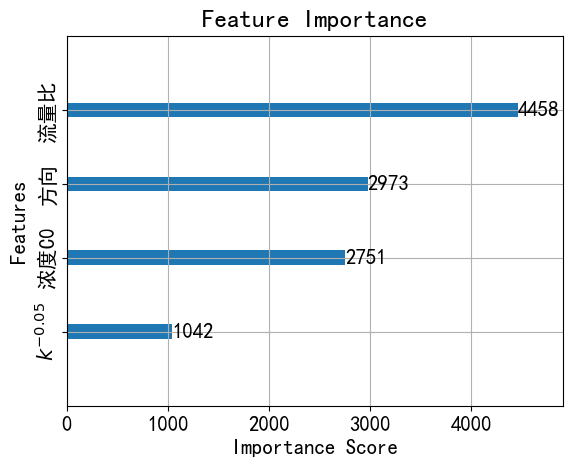 Feature Importance
流量比
4458
方向
2973
浓度C0
2751
k^{-0.05}
1042
Features
0 1000 2000 3000 4000
Importance Score